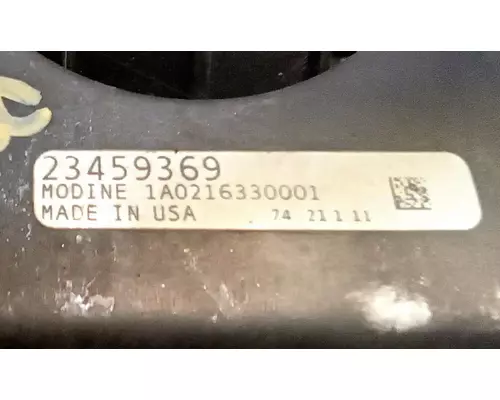 23459369
MODINE 1A0216330001
MADE IN USA 74 21 1 11